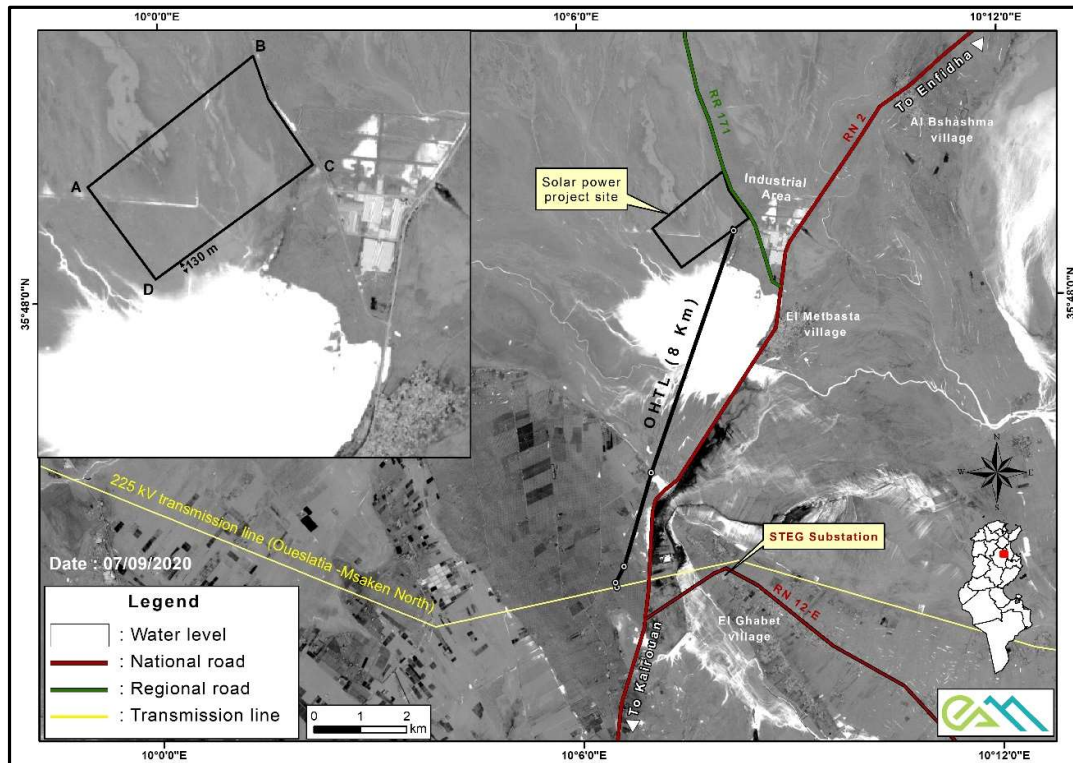 10°0'0"E
10°6'0"E
10°12'0"E
B
A
C
D
130 m
35°48'0"N
35°48'0"N
RR 171
RN 2
To Enfidha
Al Bshashma
village
Solar power
project site
Industrial
Area
El Metbasta
village
OHTL (8 Km)
225 kV transmission line (Oueslatia -Msaken North)
W
E
N
S
STEG Substation
RN 12-E
El Ghabet
village
To Kairouan
Date : 07/09/2020
Legend
: Water level
: National road
: Regional road
: Transmission line
0 1 2
km
eam
10°0'0"E
10°6'0"E
10°12'0"E